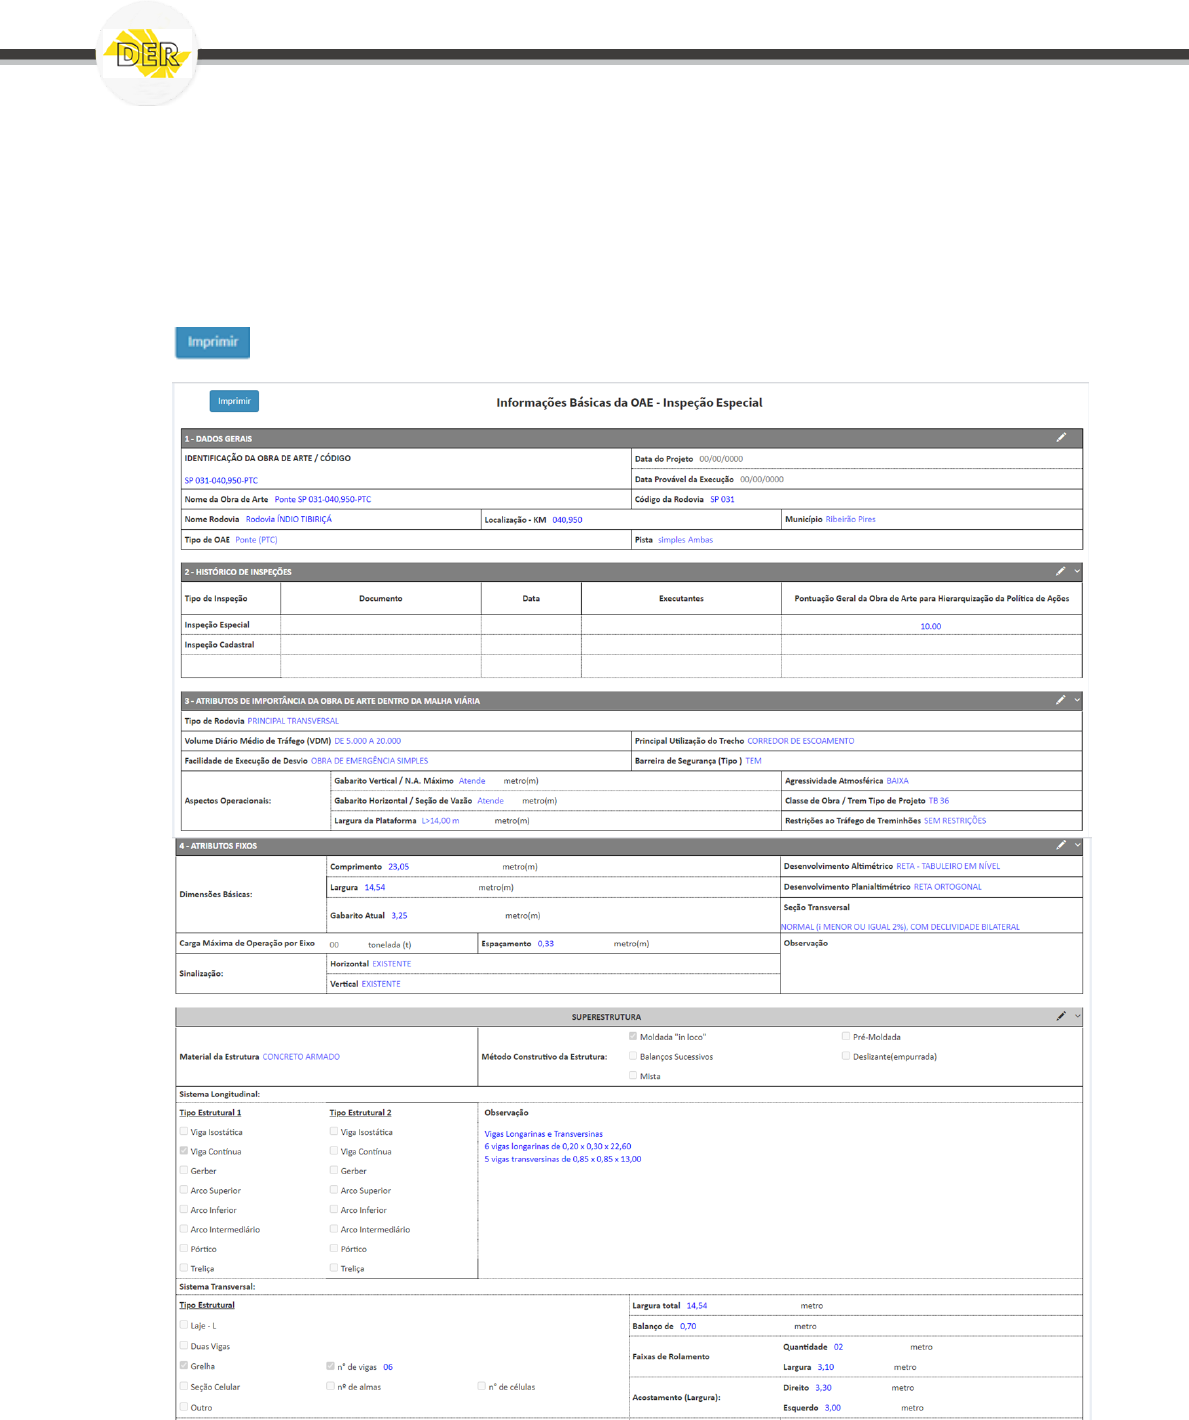 DER
Imprimir
Imprimir
Informações Básicas da OAE - Inspeção Especial
1 - DADOS GERAIS
IDENTIFICAÇÃO DA OBRA DE ARTE / CÓDIGO
SP 031-040,950-PTC
Data do Projeto 00/00/0000
Data Provável da Execução 00/00/0000
Nome da Obra de Arte Ponte SP 031-040,950-PTC Código da Rodovia SP 031
Nome Rodovia Rodovia ÍNDIO TIBIRIÇÁ Localização - KM 040,950 Município Ribeirão Pires
Tipo de OAE Ponte (PTC) Pista simples Ambas
2 - HISTÓRICO DE INSPEÇÕES
Tipo de Inspeção Documento Data Executantes Pontuação Geral da Obra de Arte para Hierarquização da Política de Ações
Inspeção Especial 10.00
Inspeção Cadastral
3 - ATRIBUTOS DE IMPORTÂNCIA DA OBRA DE ARTE DENTRO DA MALHA VIÁRIA
Tipo de Rodovia PRINCIPAL TRANSVERSAL
Volume Diário Médio de Tráfego (VDM) DE 5.000 A 20.000 Principal Utilização do Trecho CORREDOR DE ESCOAMENTO
Facilidade de Execução de Desvio OBRA DE EMERGÊNCIA SIMPLES Barreira de Segurança (Tipo ) TEM
Aspectos Operacionais:
Gabarito Vertical / N.A. Máximo Atende metro(m) Agressividade Atmosférica BAIXA
Gabarito Horizontal / Seção de Vazão Atende metro(m) Classe de Obra / Trem Tipo de Projeto TB 36
Largura da Plataforma L>14,00 m metro(m) Restrições ao Tráfego de Treminhões SEM RESTRIÇÕES
4 - ATRIBUTOS FIXOS
Dimensões Básicas:
Comprimento 23,05 metro(m) Desenvolvimento Altimétrico RETA - TABULEIRO EM NÍVEL
Largura 14,54 metro(m) Desenvolvimento Planialtimétrico RETA ORTOGONAL
Gabarito Atual 3,25 metro(m) Seção Transversal
NORMAL (i MENOR OU IGUAL 2%), COM DECLIVIDADE BILATERAL
Carga Máxima de Operação por Eixo 00 tonelada (t) Espaçamento 0,33 metro(m) Observação
Sinalização:
Horizontal EXISTENTE
Vertical EXISTENTE
SUPERESTRUTURA
Material da Estrutura CONCRETO ARMADO Método Construtivo da Estrutura:
Moldada "in loco" Pré-Moldada
Balanços Sucessivos Deslizante(empurrada)
Mista
Sistema Longitudinal:
Tipo Estrutural 1 Tipo Estrutural 2 Observação
Viga Isostática Viga Isostática Vigas Longarinas e Transversinas
6 vigas longarinas de 0,20 x 0,30 x 22,60
Viga Contínua Viga Contínua 5 vigas transversinas de 0,85 x 0,85 x 13,00
Gerber Gerber
Arco Superior Arco Superior
Arco Inferior Arco Inferior
Arco Intermediário Arco Intermediário
Pórtico Pórtico
Treliça Treliça
Sistema Transversal:
Tipo Estrutural Largura total 14,54 metro
Laje - L Balanço de 0,70 metro
Duas Vigas Faixas de Rolamento Quantidade 02 metro
Grelha n° de vigas 06 Largura 3,10 metro
Seção Celular nº de almas n° de células Acostamento (Largura): Direito 3,30 metro
Outro Esquerdo 3,00 metro